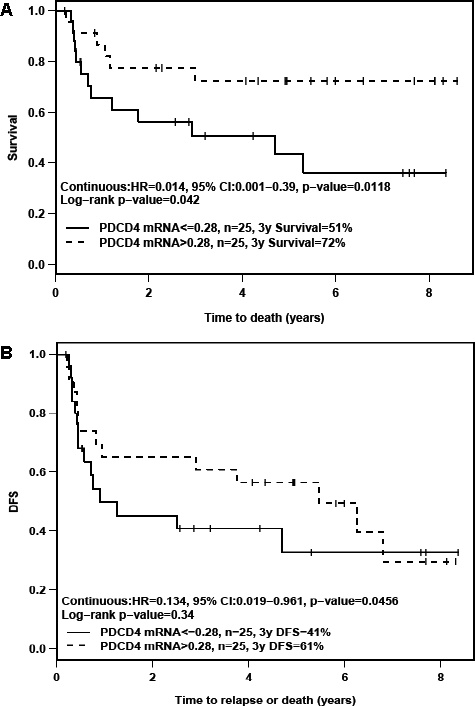 A
1.0
0.8
0.6
0.4
0.2
0.0
Survival
Continuous:HR=0.014, 95% CI:0.001−0.39, p−value=0.0118
Log−rank p−value=0.042
PDCD4 mRNA<=0.28, n=25, 3y Survival=51%
PDCD4 mRNA>0.28, n=25, 3y Survival=72%
0 2 4 6 8
Time to death (years)
B
1.0
0.8
0.6
0.4
0.2
0.0
DFS
Continuous:HR=0.134, 95% CI:0.019−0.961, p−value=0.0456
Log−rank p−value=0.34
PDCD4 mRNA<−0.28, n−25, 3y DFS−41%
PDCD4 mRNA>0.28, n=25, 3y DFS=61%
0 2 4 6 8
Time to relapse or death (years)